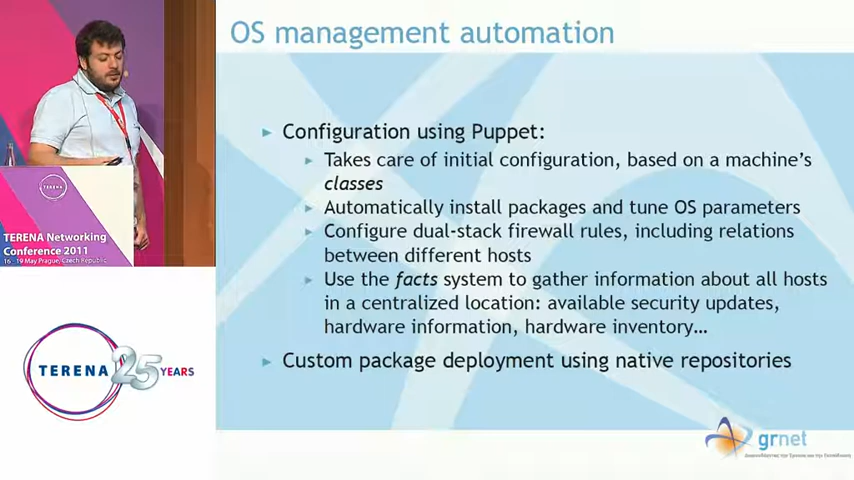 OS management automation
Configuration using Puppet:
Takes care of initial configuration, based on a machine's
classes
Automatically install packages and tune OS parameters
Configure dual-stack firewall rules, including relations
between different hosts
Use the facts system to gather information about all hosts
in a centralized location: available security updates,
hardware information, hardware inventory…
Custom package deployment using native repositories
TERENA
TERENA Networking
Conference 2011
16 - 19 May Prague, Czech Republic
TERENA 25 YEARS
grnet